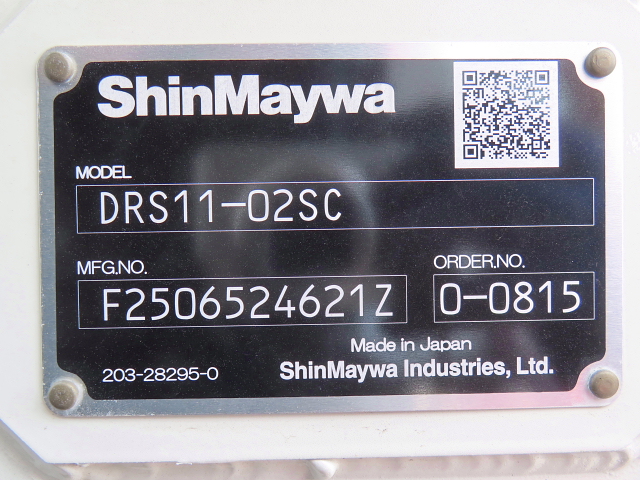 ShinMaywa
MODEL
DRS11-02SC
MFG.NO.
F2506524621Z
ORDER.NO.
0-0815
Made in Japan
203-28295-0
ShinMaywa Industries, Ltd.